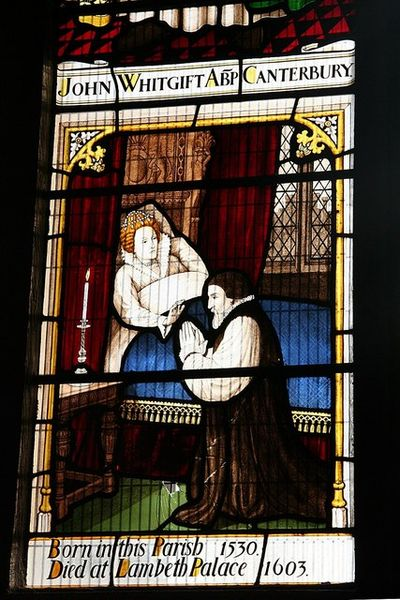 John Whitgift Abp Canterbury.
Born in this Parish 1530.
Died at Lambeth Palace 1603.